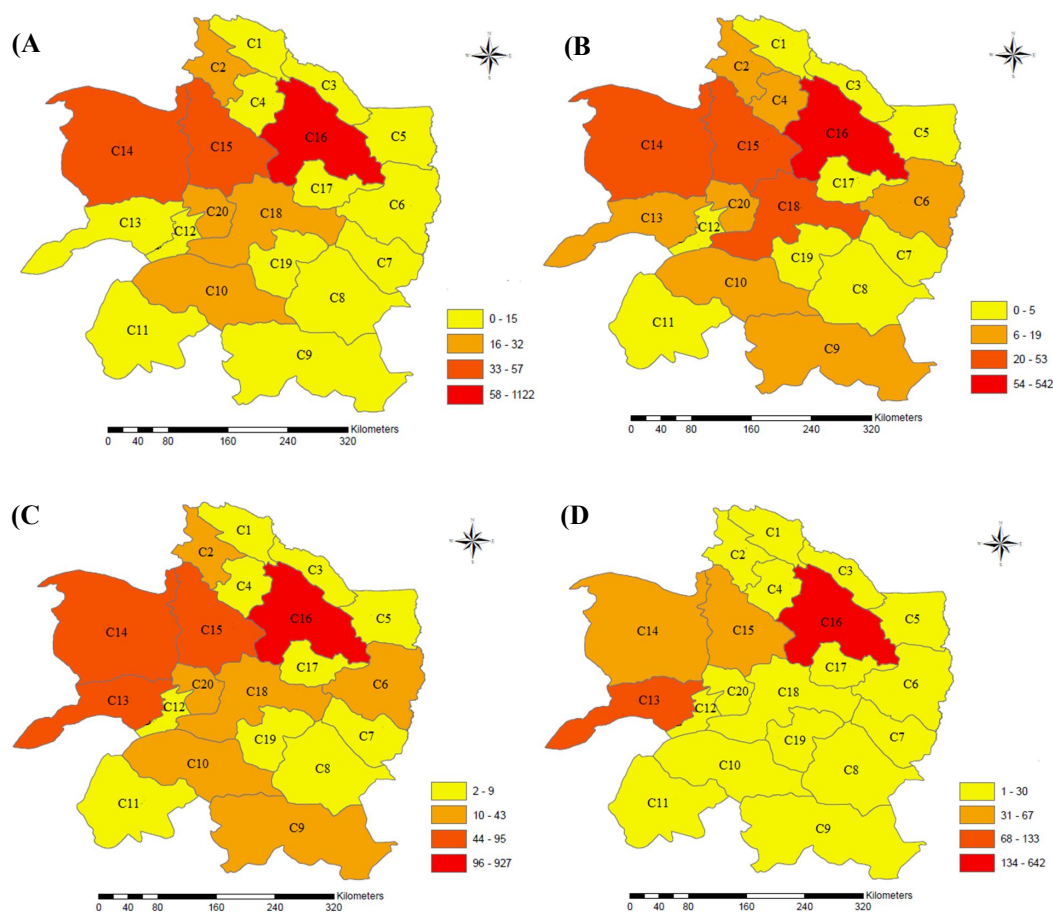 (A)
C1
C2
C3
C4
C5
C14
C15
C16
C17
C6
C20
C18
C13
C12
C19
C7
C10
C8
C11
C9
0 - 15
16 - 32
33 - 57
58 - 1122
Kilometers
0 20 40 80 160 240 320
(B)
C1
C2
C3
C4
C5
C14
C15
C16
C17
C6
C20
C18
C13
C12
C19
C7
C10
C8
C11
C9
0 - 5
6 - 19
20 - 53
54 - 542
Kilometers
0 20 40 80 160 240 320
(C)
C1
C2
C3
C4
C5
C14
C15
C16
C17
C6
C20
C18
C13
C12
C19
C7
C10
C8
C11
C9
2 - 9
10 - 43
44 - 95
96 - 927
Kilometers
0 20 40 80 160 240 320
(D)
C1
C2
C3
C4
C5
C14
C15
C16
C17
C6
C20
C18
C13
C12
C19
C7
C10
C8
C11
C9
1 - 30
31 - 67
68 - 133
134 - 642
Kilometers
0 20 40 80 160 240 320